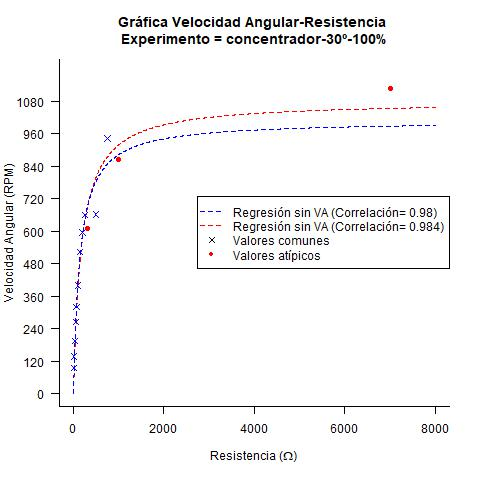 Gráfica Velocidad Angular-Resistencia
Experimento = concentrador-30º-100%
Velocidad Angular (RPM)
1080
960
840
720
600
480
360
240
120
0
Regresión sin VA (Correlación= 0.98)
Regresión sin VA (Correlación= 0.984)
Valores comunes
Valores atípicos
0 2000 4000 6000 8000
Resistencia (Ω)